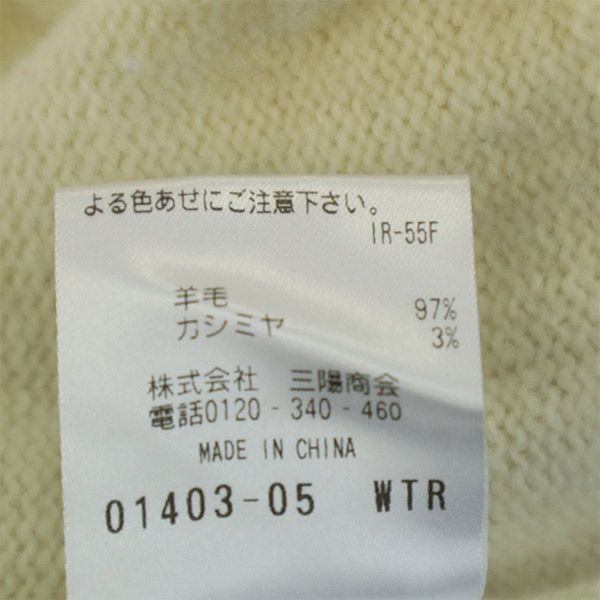 よる色あせにご注意下さい。
IR-55F
羊毛 97%
カシミヤ 3%
株式会社 三陽商会
電話0120-340-460
MADE IN CHINA
01403-05 WTR